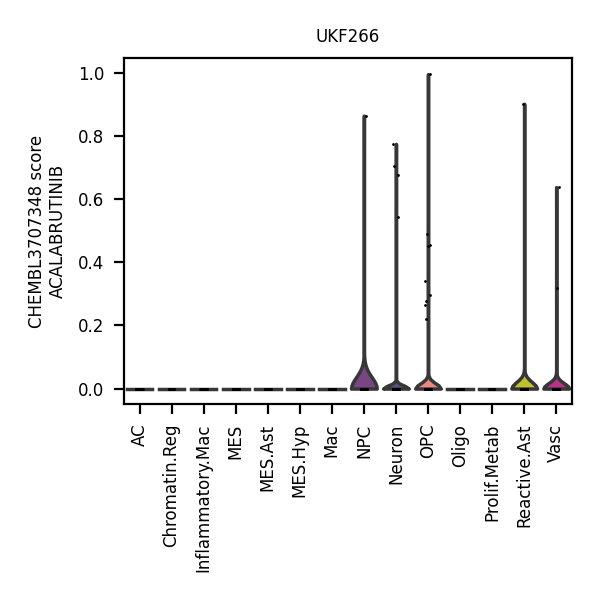 UKF266
CHEMBL3707348 score
ACALABRUTINIB
1.0
0.8
0.6
0.4
0.2
0.0
AC
Chromatin.Reg
Inflammatory.Mac
MES
MES.Ast
MES.Hyp
Mac
NPC
Neuron
OPC
Oligo
Prolif.Metab
Reactive.Ast
Vasc